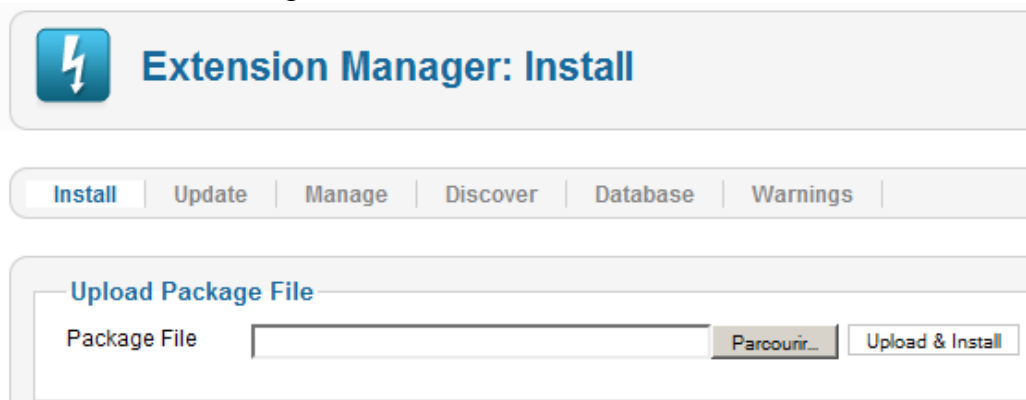 Extension Manager: Install
Install Update Manage Discover Database Warnings
Upload Package File
Package File Parcourir... Upload & Install